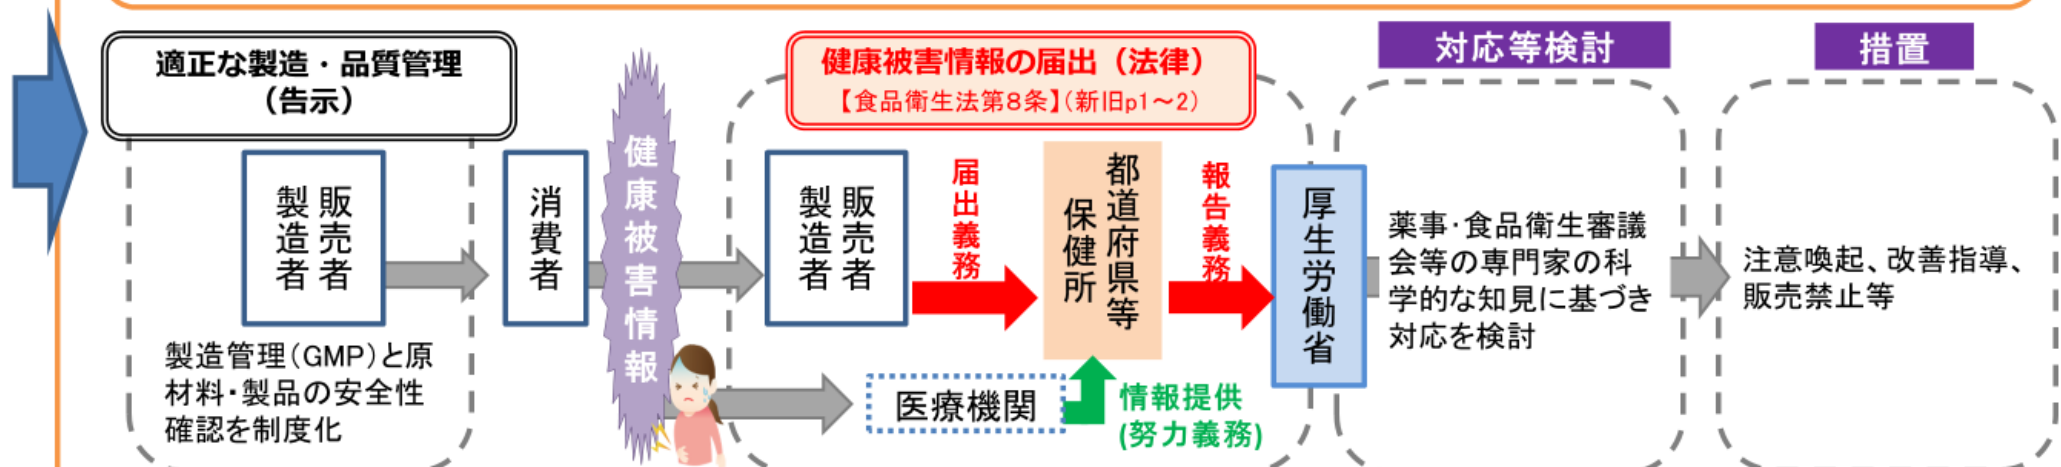 適正な製造・品質管理
（告示）
販売者
製造者
製造管理（GMP）と原
材料・製品の安全性
確認を制度化
消費者
健康被害情報
健康被害情報の届出（法律）
【食品衛生法第８条】（新旧p1～2）
販売者
製造者
届出義務
都道府県等
保健所
報告義務
医療機関
情報提供
(努力義務)
厚生労働省
対応等検討
薬事・食品衛生審議
会等の専門家の科
学的な知見に基づき
対応を検討
措置
注意喚起、改善指導、
販売禁止等